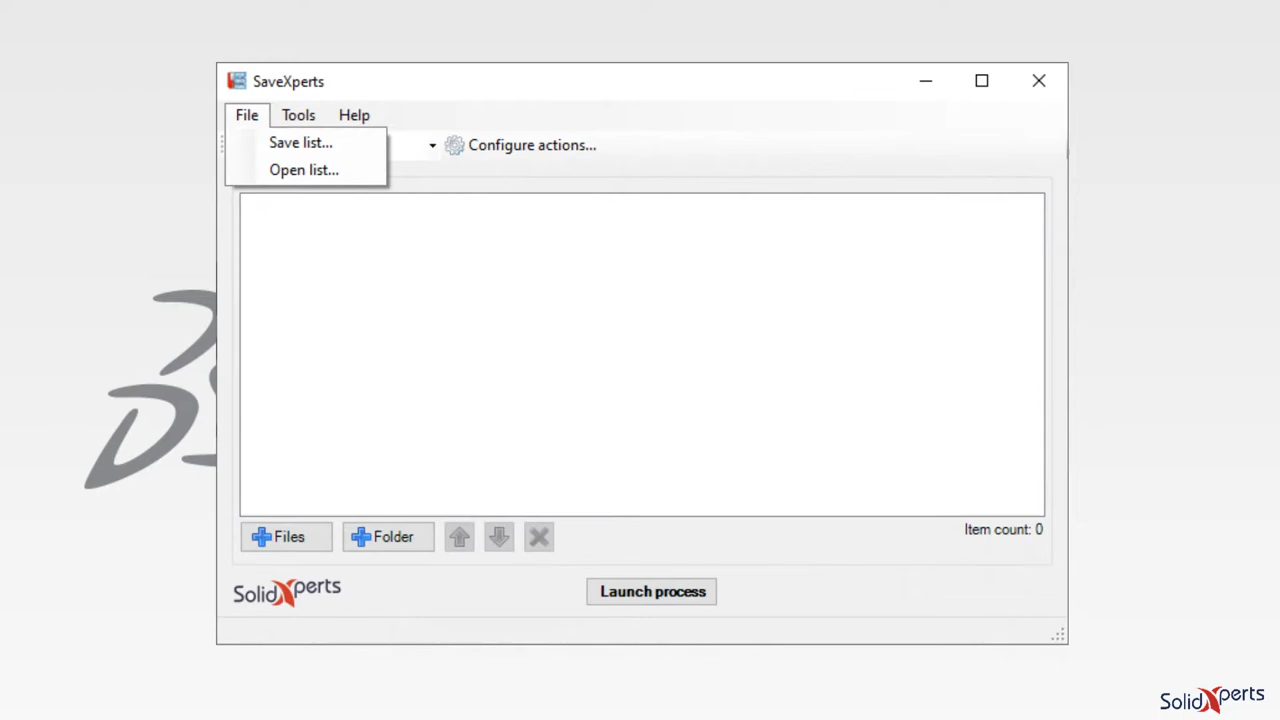 SaveXperts
File Tools Help
Save list...
Configure actions...
Open list...
Files
Folder
Item count: 0
SolidXperts
Launch process
SolidXperts